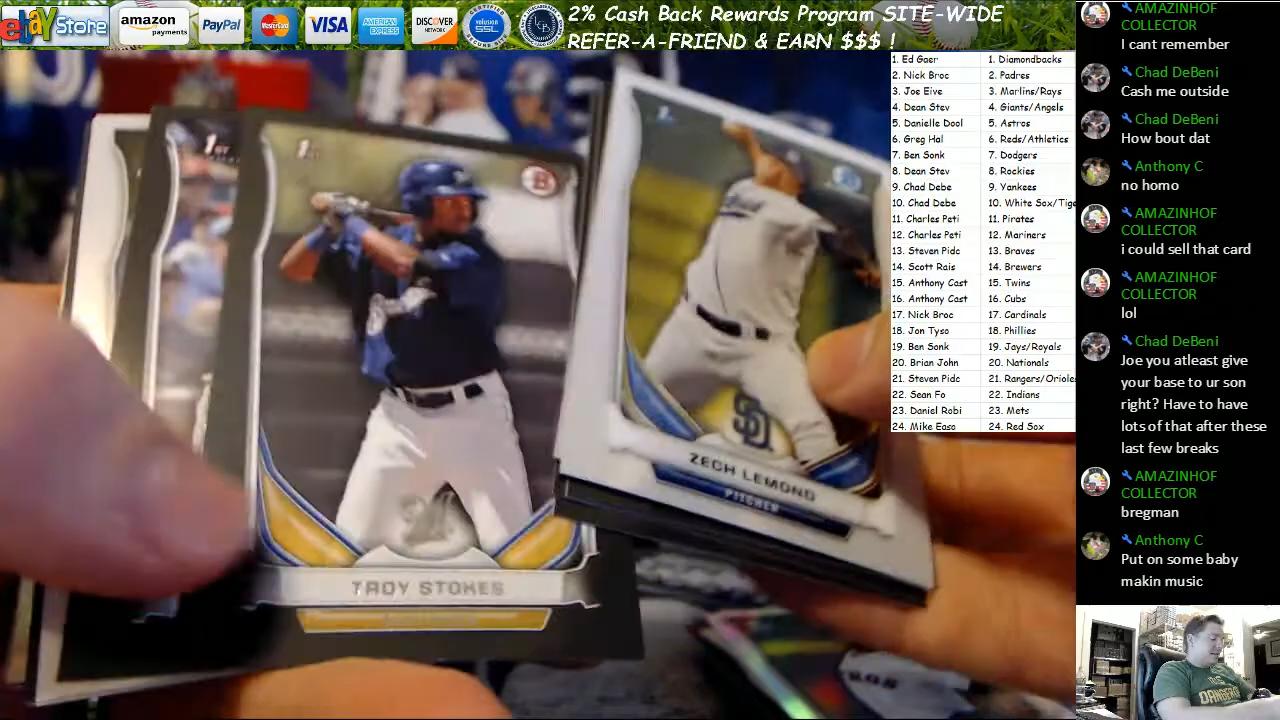 ebay Store
amazon payments
PayPal
MasterCard
VISA
AMERICAN EXPRESS
DISCOVER NETWORK
2% Cash Back Rewards Program SITE-WIDE
REFER-A-FRIEND & EARN $$$ !
1. Ed Gaer 1. Diamondbacks
2. Nick Broc 2. Padres
3. Joe Eive 3. Marlins/Rays
4. Dean Stev 4. Giants/Angels
5. Danielle Dool 5. Astros
6. Greg Hal 6. Reds/Athletics
7. Ben Sonk 7. Dodgers
8. Dean Stev 8. Rockies
9. Chad Debe 9. Yankees
10. Chad Debe 10. White Sox/Tige
11. Charles Peti 11. Pirates
12. Charles Peti 12. Mariners
13. Steven Pidc 13. Braves
14. Scott Rais 14. Brewers
15. Anthony Cast 15. Twins
16. Anthony Cast 16. Cubs
17. Nick Broc 17. Cardinals
18. Jon Tyso 18. Phillies
19. Ben Sonk 19. Jays/Royals
20. Brian John 20. Nationals
21. Steven Pidc 21. Rangers/Oriole
22. Sean Fo 22. Indians
23. Daniel Robi 23. Mets
24. Mike Easo 24. Red Sox
AMAZINHOF
COLLECTOR
I cant remember
Chad DeBeni
Cash me outside
Chad DeBeni
How bout dat
Anthony C
no homo
AMAZINHOF
COLLECTOR
i could sell that card
AMAZINHOF
COLLECTOR
lol
Chad DeBeni
Joe you atleast give
your base to ur son
right? Have to have
lots of that after these
last few breaks
AMAZINHOF
COLLECTOR
bregman
Anthony C
Put on some baby
makin music
1st
B
TROY STOKES
SD
ZECH LEMOND
PITCHER